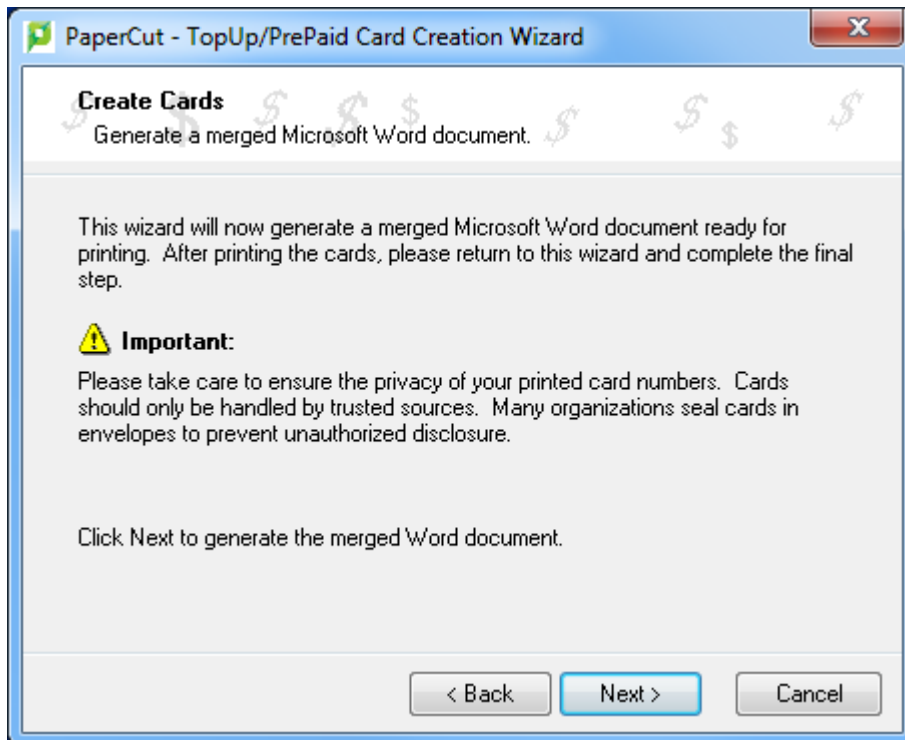 PaperCut - TopUp/PrePaid Card Creation Wizard
Create Cards
Generate a merged Microsoft Word document.
This wizard will now generate a merged Microsoft Word document ready for
printing.  After printing the cards, please return to this wizard and complete the final
step.
Important:
Please take care to ensure the privacy of your printed card numbers.  Cards
should only be handled by trusted sources.  Many organizations seal cards in
envelopes to prevent unauthorized disclosure.
Click Next to generate the merged Word document.
< Back Next > Cancel